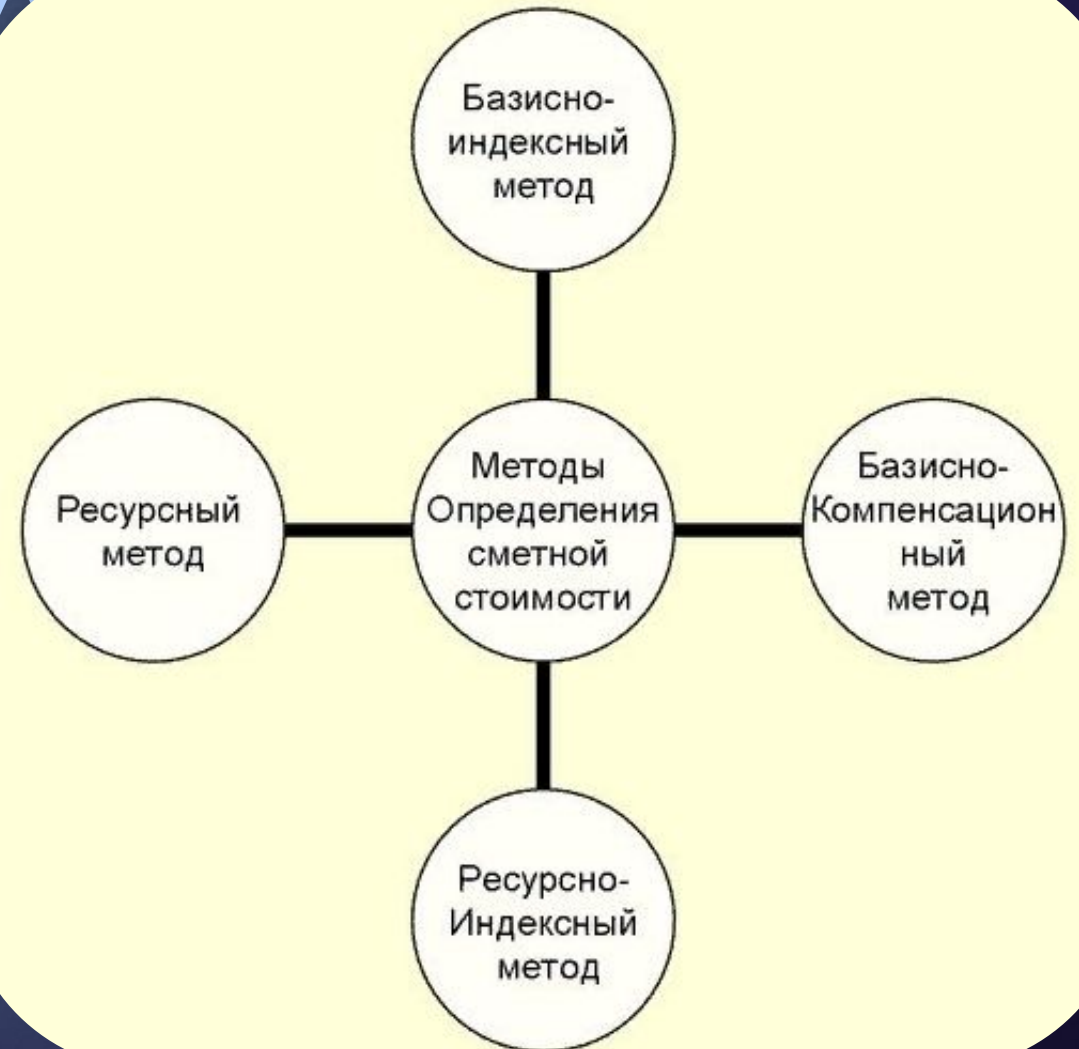 Базисно-
индексный
метод
Ресурсный
метод
Методы
Определения
сметной
стоимости
Базисно-
Компенсацион
ный
метод
Ресурсно-
Индексный
метод